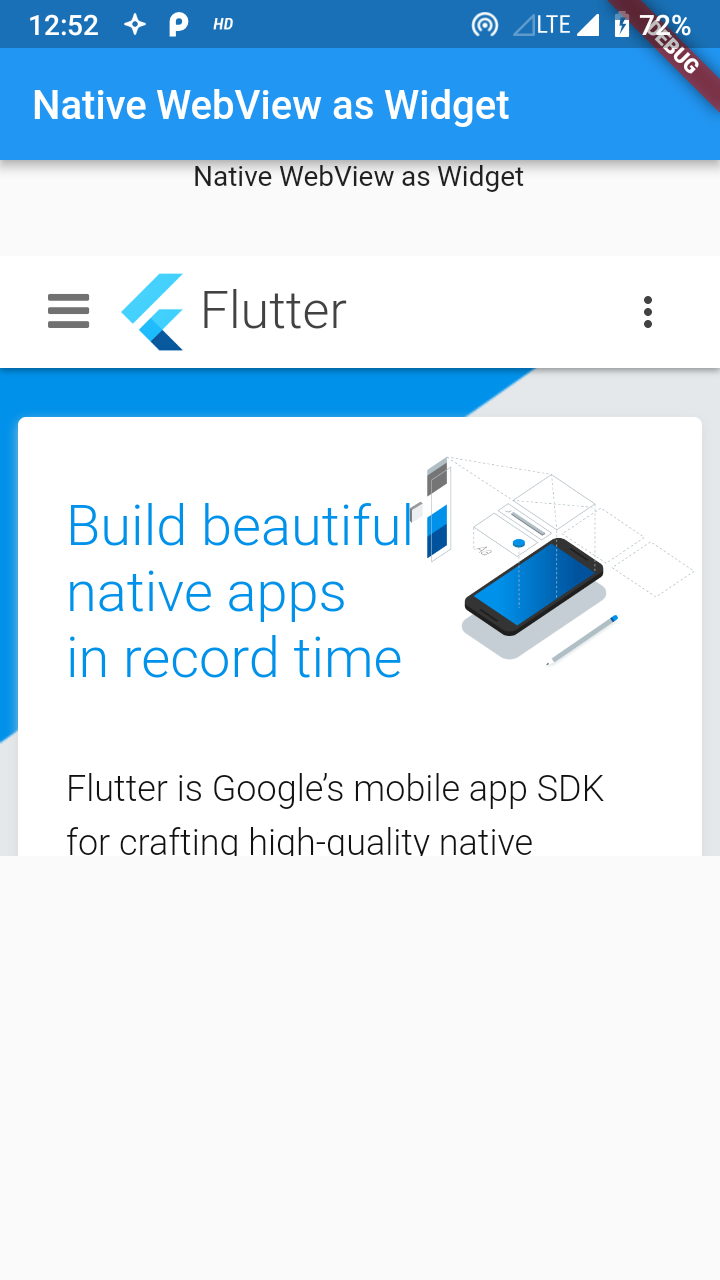 12:52 HD LTE 72%
DEBUG
Native WebView as Widget
Native WebView as Widget
Flutter
Build beautiful
native apps
in record time
A3
Flutter is Google’s mobile app SDK
for crafting high-quality native